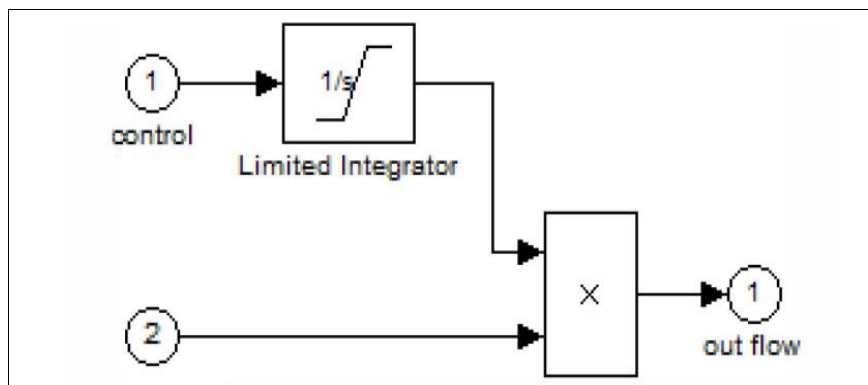 1
control
1/s
Limited Integrator
2
×
1
out flow